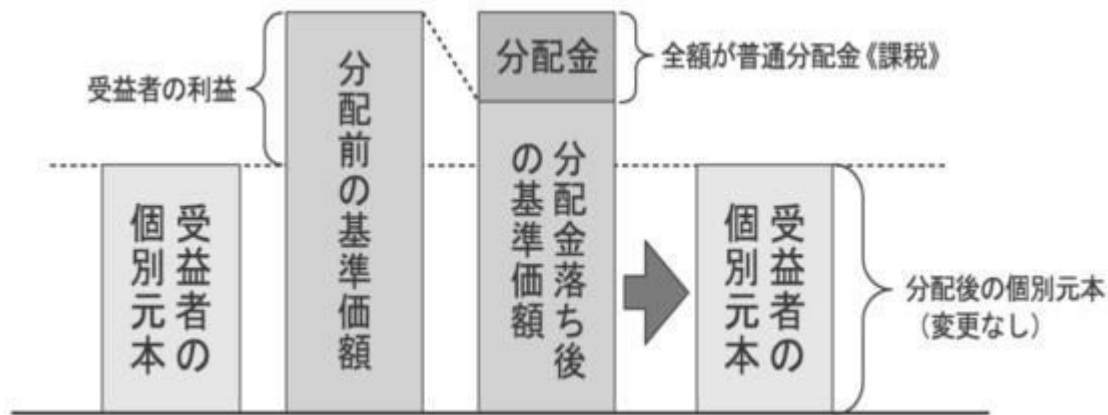 受益者の利益
受益者の
個別元本
分配前の基準価額
分配金
全額が普通分配金《課税》
分配金落ち後
の基準価額
受益者の
個別元本
分配後の個別元本
（変更なし）